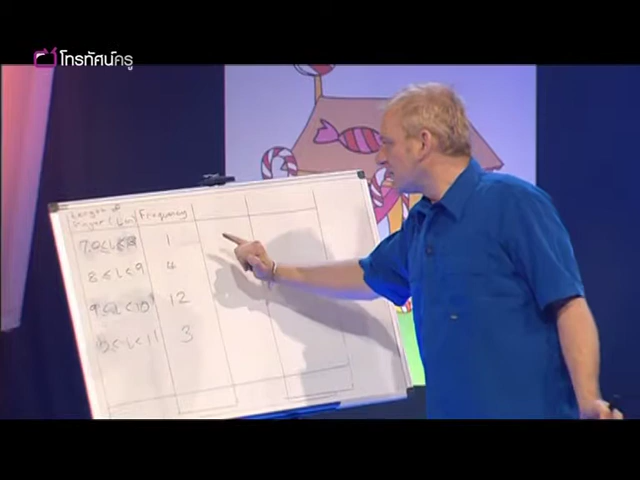 โทรทัศน์ครู
Length of Frequency
finger (L cm)
7.0 ≤ L < 8 1
8 ≤ L < 9 4
9 ≤ L < 10 12
10 ≤ L < 11 3